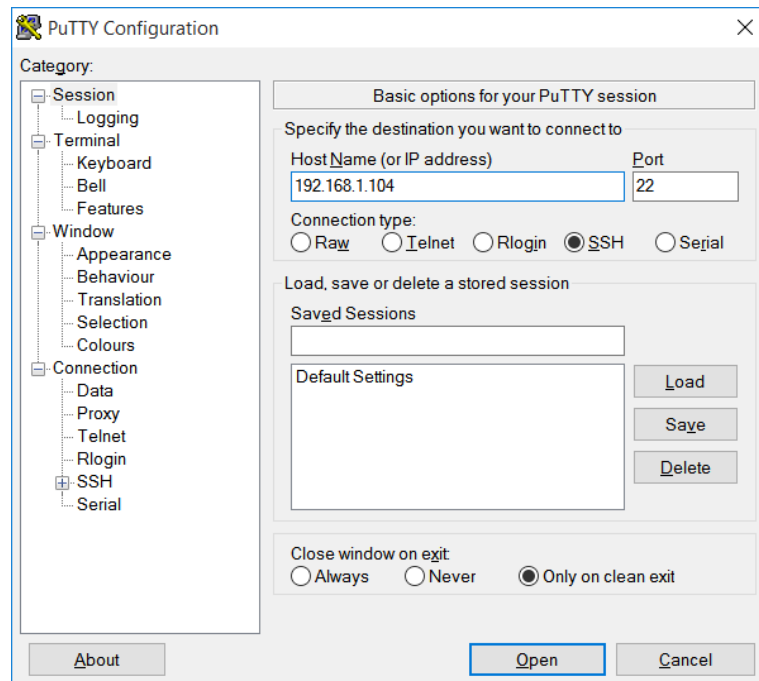 PuTTY Configuration
Category:
Session
Logging
Terminal
Keyboard
Bell
Features
Window
Appearance
Behaviour
Translation
Selection
Colours
Connection
Data
Proxy
Telnet
Rlogin
SSH
Serial
Basic options for your PuTTY session
Specify the destination you want to connect to
Host Name (or IP address) Port
192.168.1.104 22
Connection type:
Raw Telnet Rlogin SSH Serial
Load, save or delete a stored session
Saved Sessions
Default Settings
Load
Save
Delete
Close window on exit:
Always Never Only on clean exit
About Open Cancel